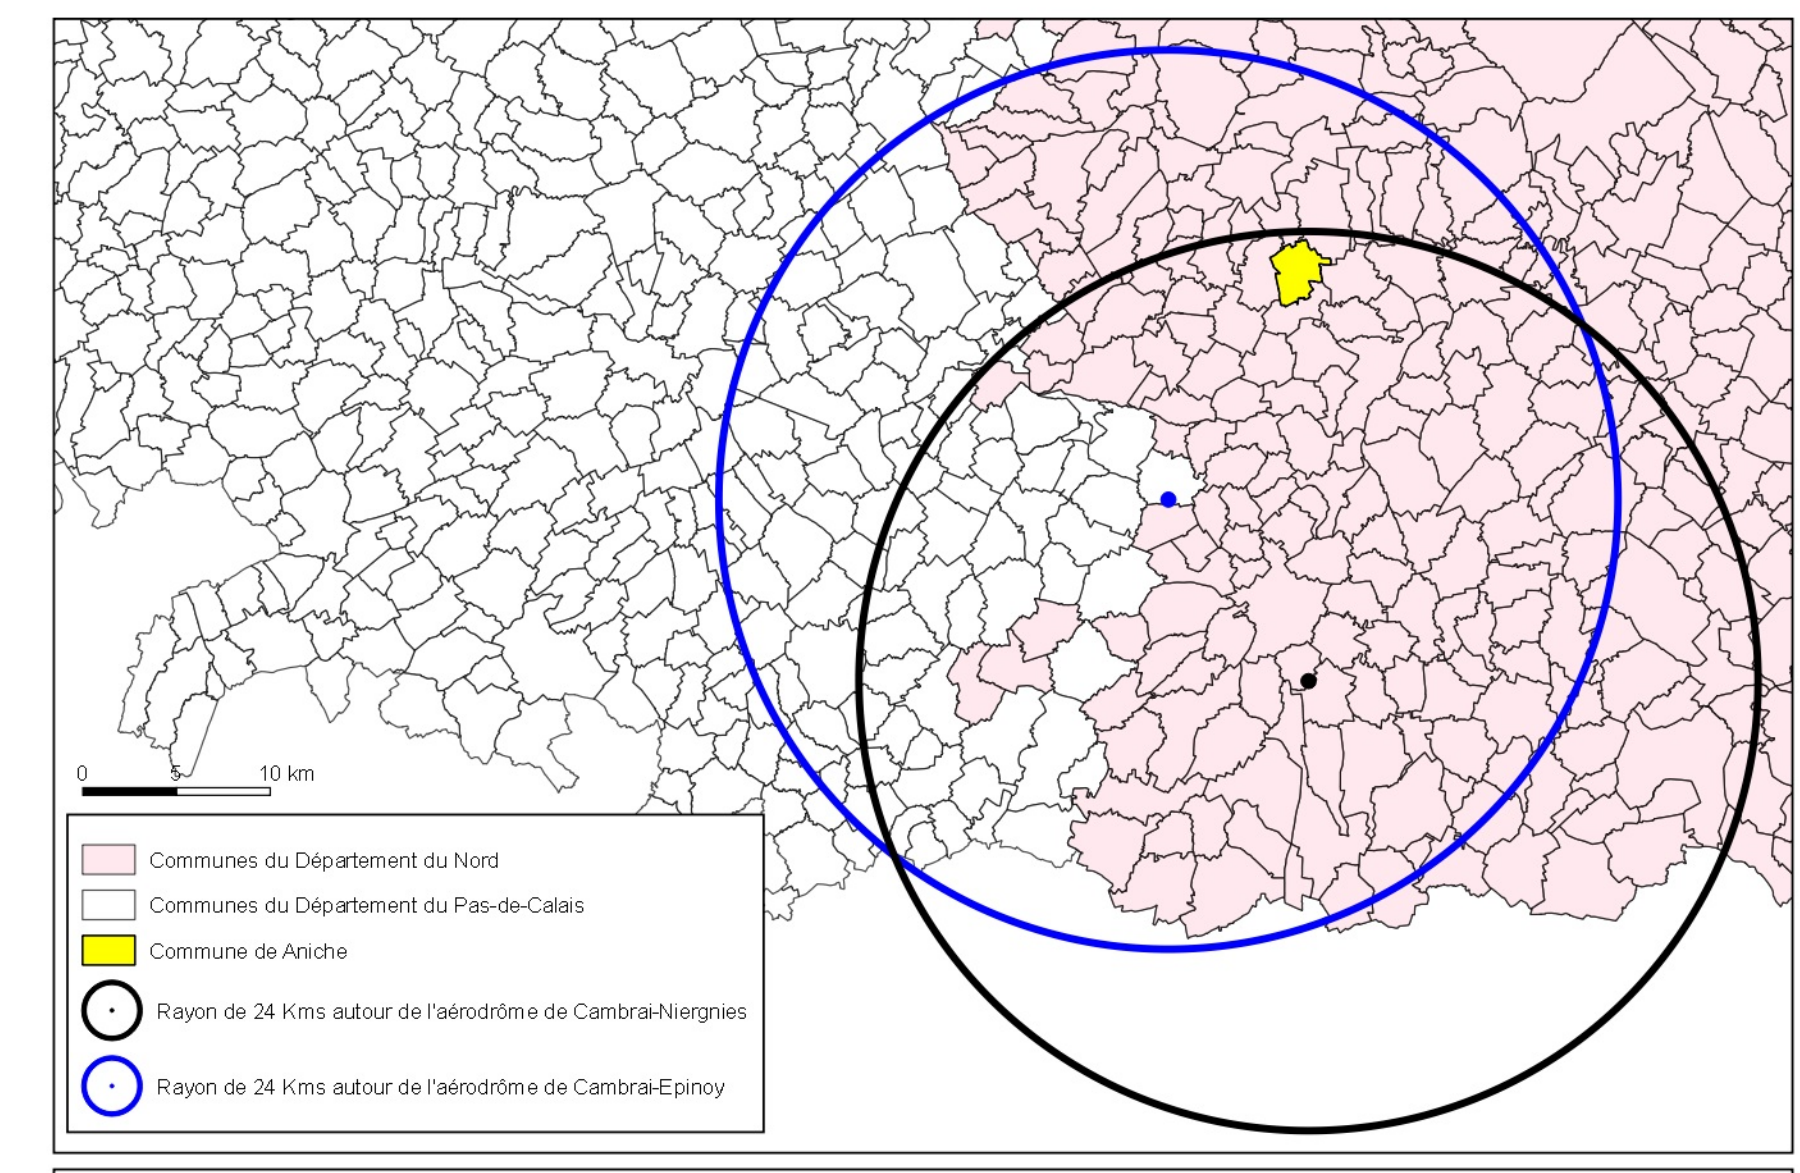 0 5 10 km
Communes du Département du Nord
Communes du Département du Pas-de-Calais
Commune de Aniche
Rayon de 24 Kms autour de l'aérodrôme de Cambrai-Niergnies
Rayon de 24 Kms autour de l'aérodrôme de Cambrai-Epinoy